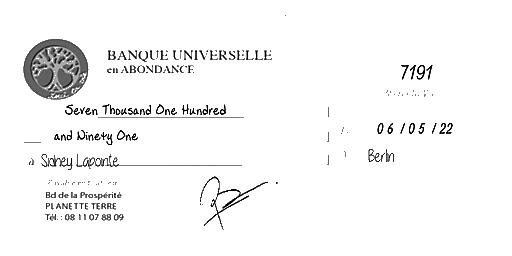 BANQUE UNIVERSELLE
en ABONDANCE
7191
Seven Thousand One Hundred
and Ninety One
06/05/22
à Sidney Lapointe
Berlin
Bd de la Prospérité
PLANETTE TERRE
Tél. : 08 11 07 88 09